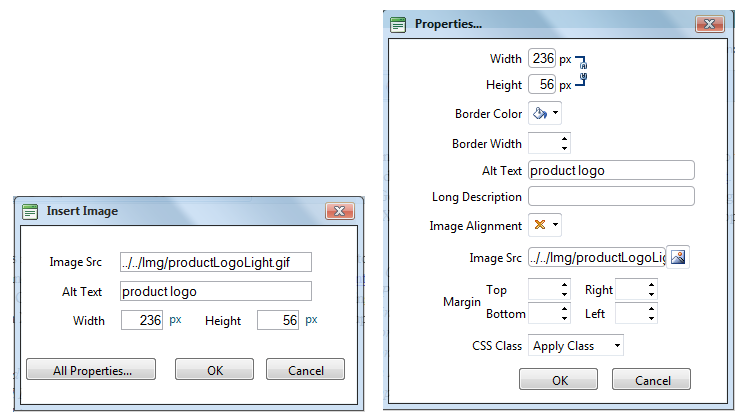 Insert Image
Image Src ../../Img/productLogoLight.gif
Alt Text product logo
Width 236 px Height 56 px
All Properties... OK Cancel
Properties...
Width 236 px
Height 56 px
Border Color
Border Width
Alt Text product logo
Long Description
Image Alignment
Image Src ../../Img/productLogoLig
Top Right
Margin
Bottom Left
CSS Class Apply Class
OK Cancel